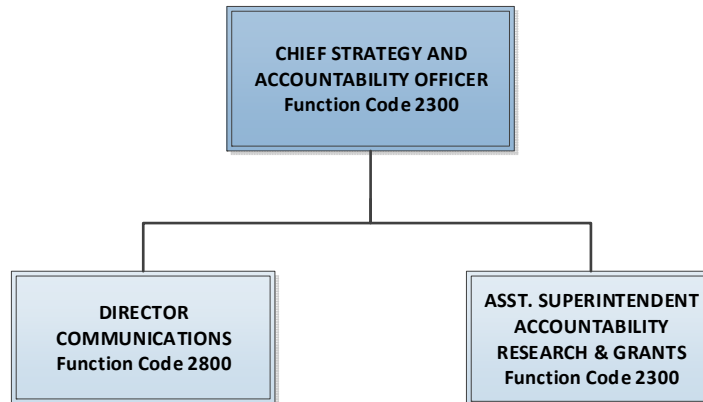 CHIEF STRATEGY AND
ACCOUNTABILITY OFFICER
Function Code 2300
DIRECTOR
COMMUNICATIONS
Function Code 2800
ASST. SUPERINTENDENT
ACCOUNTABILITY
RESEARCH & GRANTS
Function Code 2300